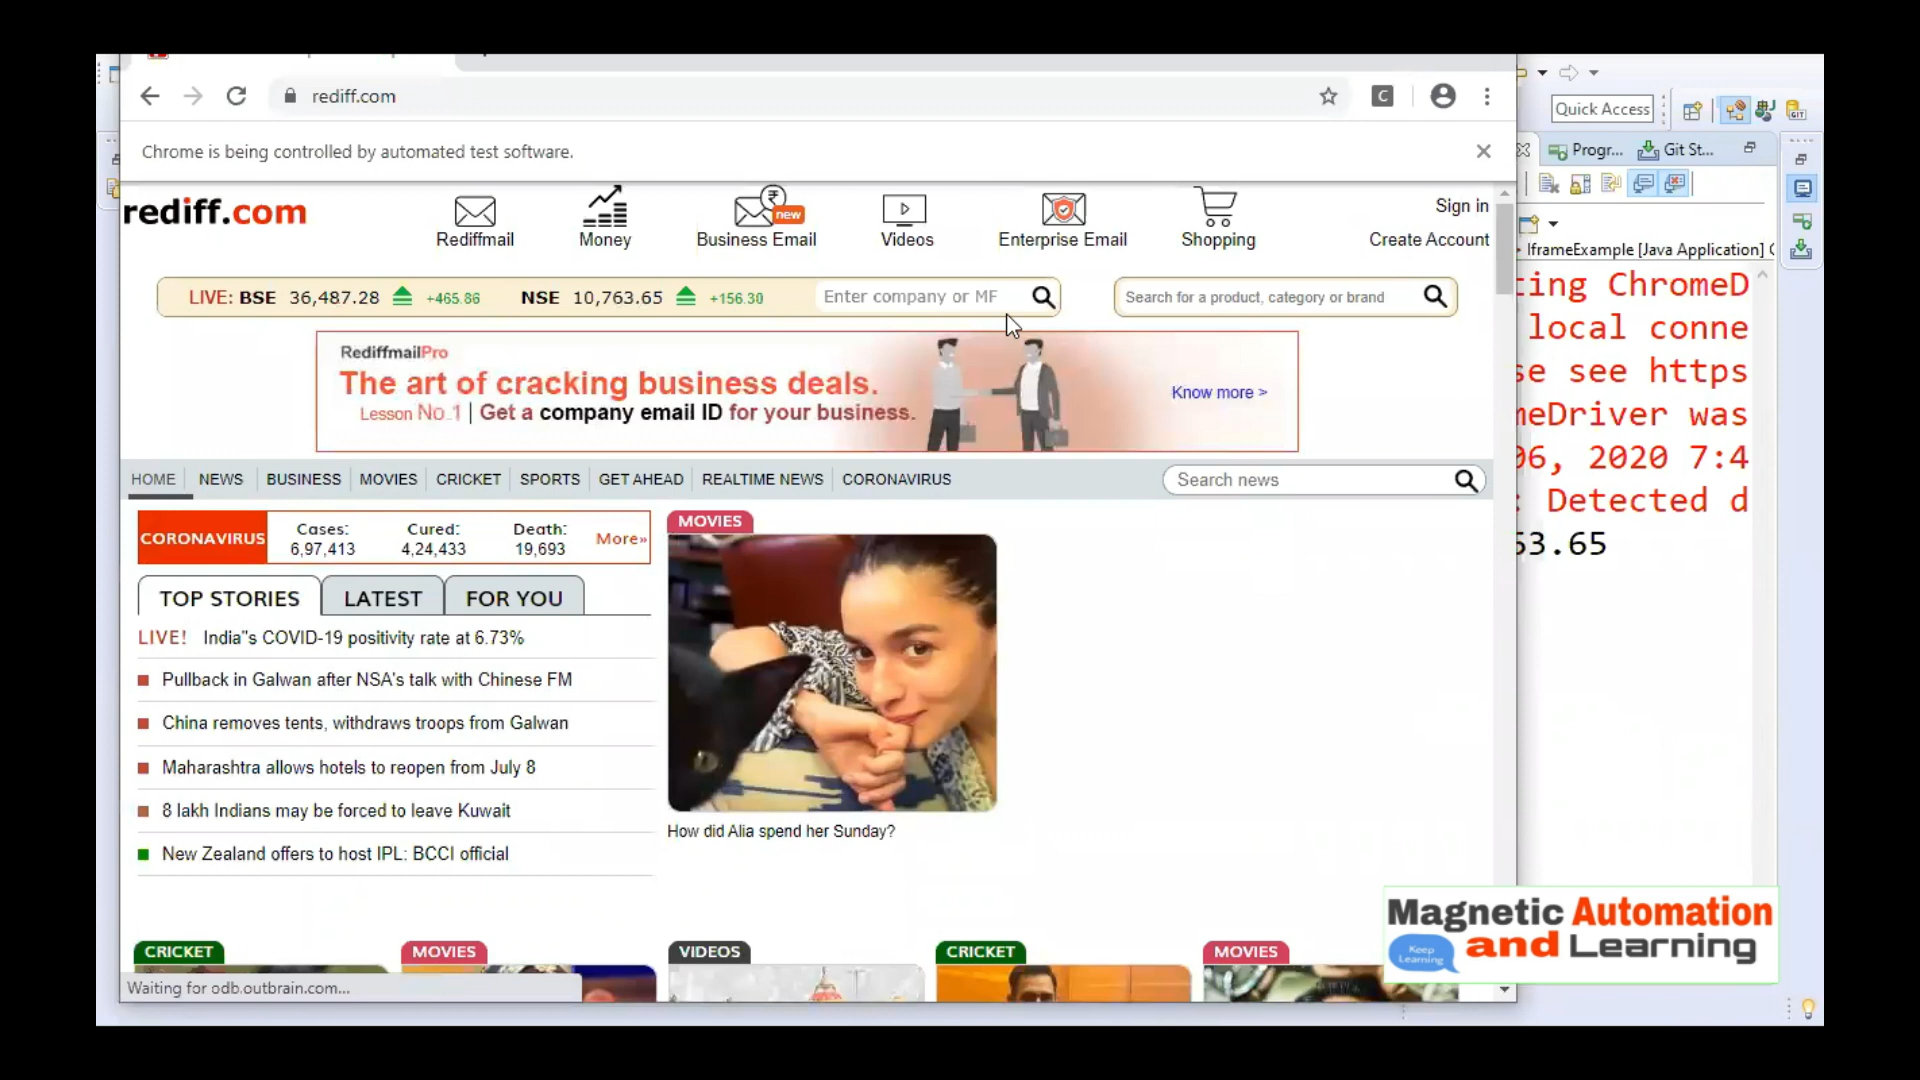 rediff.com
Quick Access
Chrome is being controlled by automated test software.
Progr...
Git St...
rediff.com
Rediffmail
Money
new
Business Email
Videos
Enterprise Email
Shopping
Sign in
Create Account
IframeExample [Java Application] C
LIVE: BSE 36,487.28 +465.86 NSE 10,763.65 +156.30
Enter company or MF
Search for a product, category or brand
RediffmailPro
The art of cracking business deals.
Lesson No.1 | Get a company email ID for your business.
Know more >
HOME
NEWS
BUSINESS
MOVIES
CRICKET
SPORTS
GET AHEAD
REALTIME NEWS
CORONAVIRUS
Search news
CORONAVIRUS
Cases:
6,97,413
Cured:
4,24,433
Death:
19,693
More»
TOP STORIES
LATEST
FOR YOU
LIVE! India"s COVID-19 positivity rate at 6.73%
Pullback in Galwan after NSA's talk with Chinese FM
China removes tents, withdraws troops from Galwan
Maharashtra allows hotels to reopen from July 8
8 lakh Indians may be forced to leave Kuwait
New Zealand offers to host IPL: BCCI official
MOVIES
How did Alia spend her Sunday?
CRICKET
MOVIES
VIDEOS
CRICKET
MOVIES
Waiting for odb.outbrain.com...
ting ChromeD
local conne
se see https
meDriver was
06, 2020 7:4
: Detected d
53.65
Magnetic Automation
and Learning
Keep
Learning
C
GIT